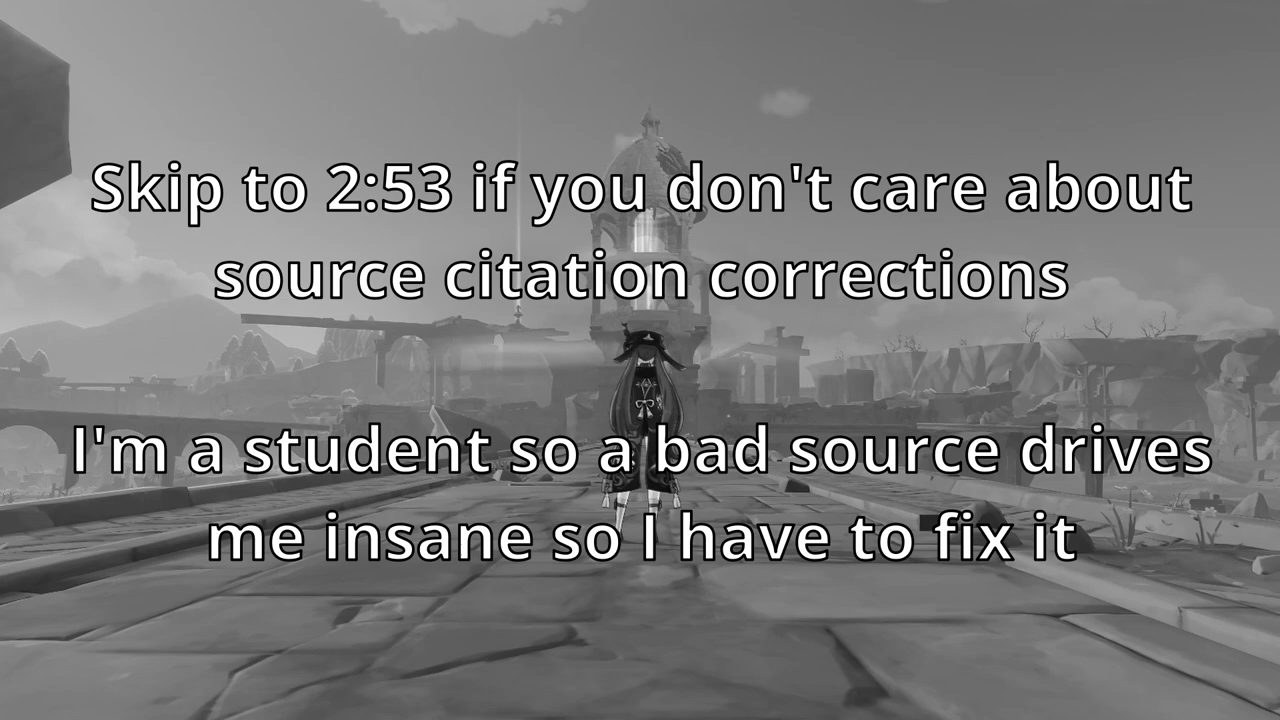 Skip to 2:53 if you don't care about
source citation corrections
I'm a student so a bad source drives
me insane so I have to fix it